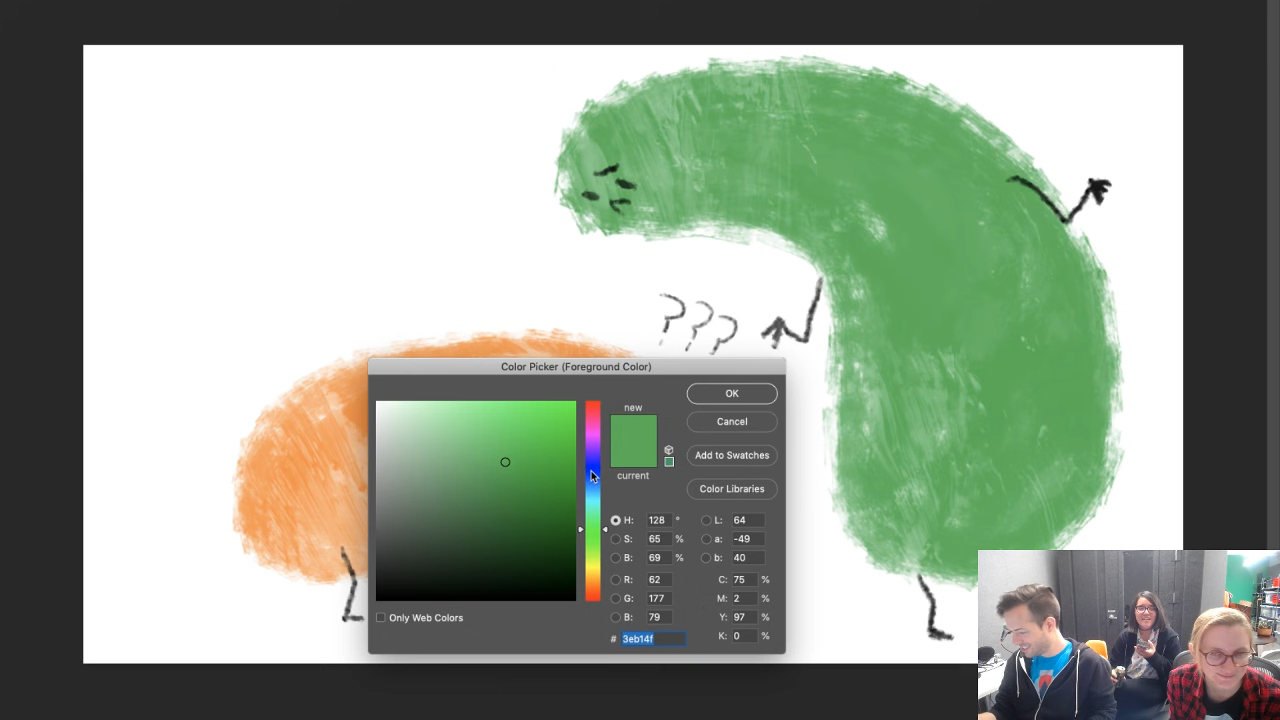 ???
Color Picker (Foreground Color)
new
current
OK
Cancel
Add to Swatches
Color Libraries
H: 128 °
S: 65 %
B: 69 %
R: 62
G: 177
B: 79
L: 64
a: -49
b: 40
C: 75 %
M: 2 %
Y: 97 %
K: 0 %
Only Web Colors
# 3eb14f